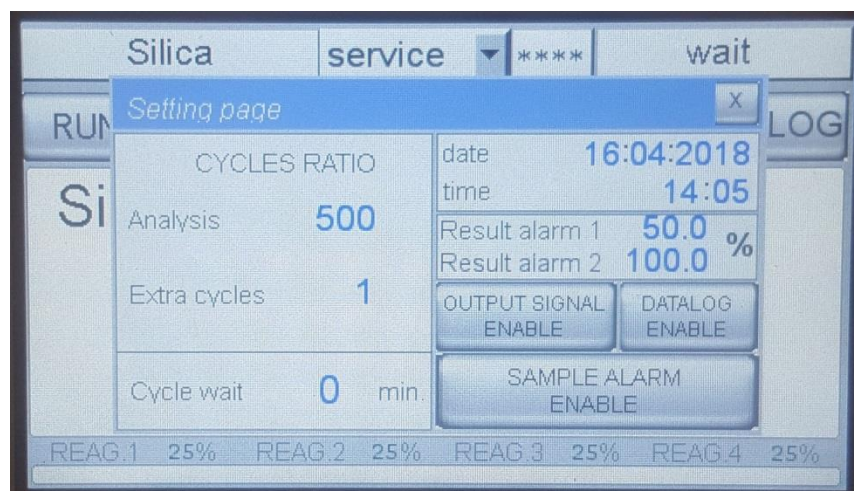 Silica service **** wait
RUN Setting page X LOG
Si
CYCLES RATIO
Analysis 500
Extra cycles 1
Cycle wait 0 min.
date 16:04:2018
time 14:05
Result alarm 1 50.0 %
Result alarm 2 100.0
OUTPUT SIGNAL
ENABLE
DATALOG
ENABLE
SAMPLE ALARM
ENABLE
REAG.1 25% REAG.2 25% REAG.3 25% REAG.4 25%